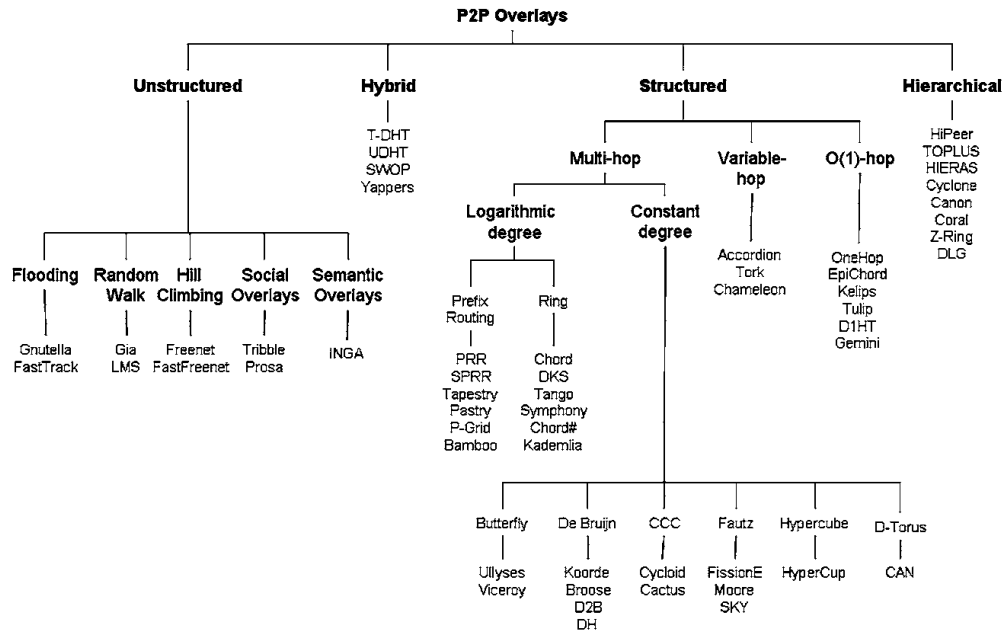 P2P Overlays
Unstructured
Hybrid
Structured
Hierarchical
T-DHT
UDHT
SWOP
Yappers
HiPeer
TOPLUS
HIERAS
Cyclone
Canon
Coral
Z-Ring
DLG
Multi-hop
Variable-
hop
O(1)-hop
Logarithmic
degree
Constant
degree
Accordion
Tork
Chameleon
OneHop
EpiChord
Kelips
Tulip
D1HT
Gemini
Flooding
Random
Walk
Hill
Climbing
Social
Overlays
Semantic
Overlays
Gnutella
FastTrack
Gia
LMS
Freenet
FastFreenet
Tribble
Prosa
INGA
Prefix
Routing
Ring
PRR
SPRR
Tapestry
Pastry
P-Grid
Bamboo
Chord
DKS
Tango
Symphony
Chord#
Kademlia
Butterfly
De Bruijn
CCC
Fautz
Hypercube
D-Torus
Ullyses
Viceroy
Koorde
Broose
D2B
DH
Cycloid
Cactus
FissionE
Moore
SKY
HyperCup
CAN